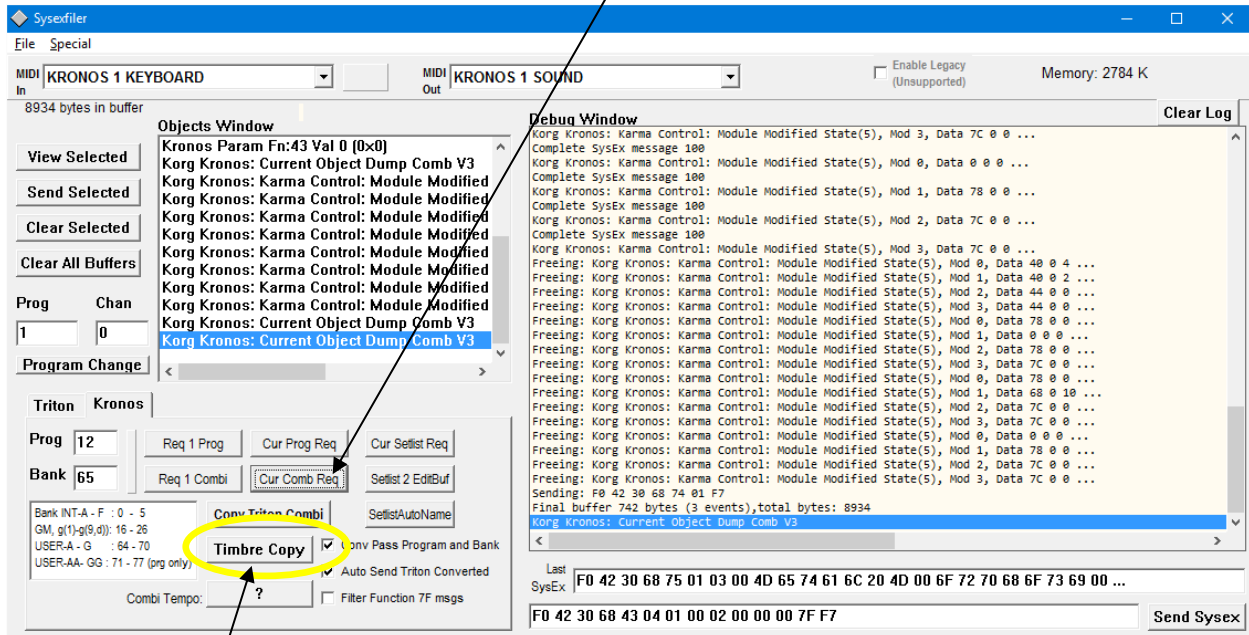 Sysexfiler
File Special
MIDI In KRONOS 1 KEYBOARD
MIDI Out KRONOS 1 SOUND
Enable Legacy (Unsupported)
Memory: 2784 K
8934 bytes in buffer
Objects Window
Debug Window
Clear Log
View Selected
Send Selected
Clear Selected
Clear All Buffers
Prog Chan
1 0
Program Change
Kronos Param Fn:43 Val 0 (0x0)
Korg Kronos: Current Object Dump Comb V3
Korg Kronos: Karma Control: Module Modified
Korg Kronos: Karma Control: Module Modified
Korg Kronos: Karma Control: Module Modified
Korg Kronos: Karma Control: Module Modified
Korg Kronos: Karma Control: Module Modified
Korg Kronos: Karma Control: Module Modified
Korg Kronos: Karma Control: Module Modified
Korg Kronos: Karma Control: Module Modified
Korg Kronos: Current Object Dump Comb V3
Korg Kronos: Current Object Dump Comb V3
Korg Kronos: Karma Control: Module Modified State(5), Mod 3, Data 7C 0 0 ...
Complete SysEx message 100
Korg Kronos: Karma Control: Module Modified State(5), Mod 0, Data 0 0 0 ...
Complete SysEx message 100
Korg Kronos: Karma Control: Module Modified State(5), Mod 1, Data 78 0 0 ...
Complete SysEx message 100
Korg Kronos: Karma Control: Module Modified State(5), Mod 2, Data 7C 0 0 ...
Complete SysEx message 100
Korg Kronos: Karma Control: Module Modified State(5), Mod 3, Data 7C 0 0 ...
Freeing: Korg Kronos: Karma Control: Module Modified State(5), Mod 0, Data 40 0 4 ...
Freeing: Korg Kronos: Karma Control: Module Modified State(5), Mod 1, Data 40 0 2 ...
Freeing: Korg Kronos: Karma Control: Module Modified State(5), Mod 2, Data 44 0 0 ...
Freeing: Korg Kronos: Karma Control: Module Modified State(5), Mod 3, Data 44 0 0 ...
Freeing: Korg Kronos: Karma Control: Module Modified State(5), Mod 0, Data 78 0 0 ...
Freeing: Korg Kronos: Karma Control: Module Modified State(5), Mod 1, Data 0 0 0 ...
Freeing: Korg Kronos: Karma Control: Module Modified State(5), Mod 2, Data 78 0 0 ...
Freeing: Korg Kronos: Karma Control: Module Modified State(5), Mod 3, Data 7C 0 0 ...
Freeing: Korg Kronos: Karma Control: Module Modified State(5), Mod 0, Data 78 0 0 ...
Freeing: Korg Kronos: Karma Control: Module Modified State(5), Mod 1, Data 68 0 10 ...
Freeing: Korg Kronos: Karma Control: Module Modified State(5), Mod 2, Data 7C 0 0 ...
Freeing: Korg Kronos: Karma Control: Module Modified State(5), Mod 3, Data 7C 0 0 ...
Freeing: Korg Kronos: Karma Control: Module Modified State(5), Mod 0, Data 0 0 0 ...
Freeing: Korg Kronos: Karma Control: Module Modified State(5), Mod 1, Data 78 0 0 ...
Freeing: Korg Kronos: Karma Control: Module Modified State(5), Mod 2, Data 7C 0 0 ...
Freeing: Korg Kronos: Karma Control: Module Modified State(5), Mod 3, Data 7C 0 0 ...
Sending: F0 42 30 68 74 01 F7
Final buffer 742 bytes (3 events),total bytes: 8934
Korg Kronos: Current Object Dump Comb V3
Triton Kronos
Prog 12
Req 1 Prog Cur Prog Req Cur Setlist Req
Bank 65
Req 1 Combi Cur Comb Req Setlist 2 EditBuf
Bank INT-A - F : 0 - 5
GM, g(1)-g(9,d)): 16 - 26
USER-A - G : 64 - 70
USER-AA- GG : 71 - 77 (prg only)
Conv Triton Combi SetlistAutoName
Timbre Copy
Conv Pass Program and Bank
Auto Send Triton Converted
Combi Tempo: ?
Filter Function 7F msgs
Last SysEx F0 42 30 68 75 01 03 00 4D 65 74 61 6C 20 4D 00 6F 72 70 68 6F 73 69 00 ...
F0 42 30 68 43 04 01 00 02 00 00 00 7F F7
Send Sysex